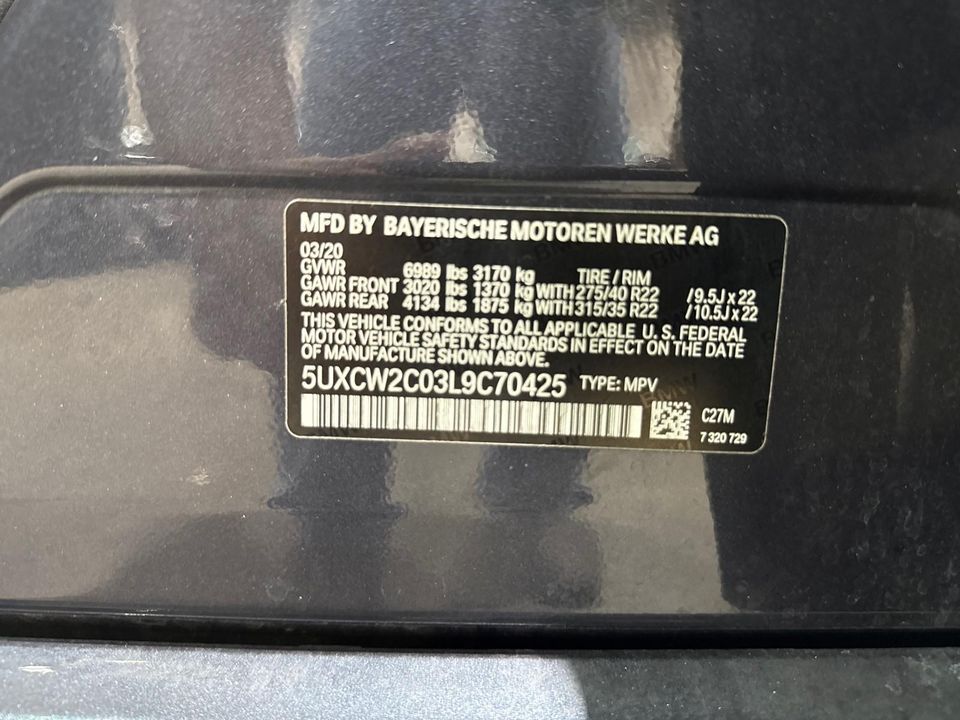 MFD BY BAYERISCHE MOTOREN WERKE AG
03/20
GVWR 6989 lbs 3170 kg TIRE / RIM
GAWR FRONT 3020 lbs 1370 kg WITH 275/40 R22 /9.5J x 22
GAWR REAR 4134 lbs 1875 kg WITH 315/35 R22 /10.5J x 22
THIS VEHICLE CONFORMS TO ALL APPLICABLE U. S. FEDERAL
MOTOR VEHICLE SAFETY STANDARDS IN EFFECT ON THE DATE
OF MANUFACTURE SHOWN ABOVE.
5UXCW2C03L9C70425 TYPE: MPV
C27M
7 320 729
BMW